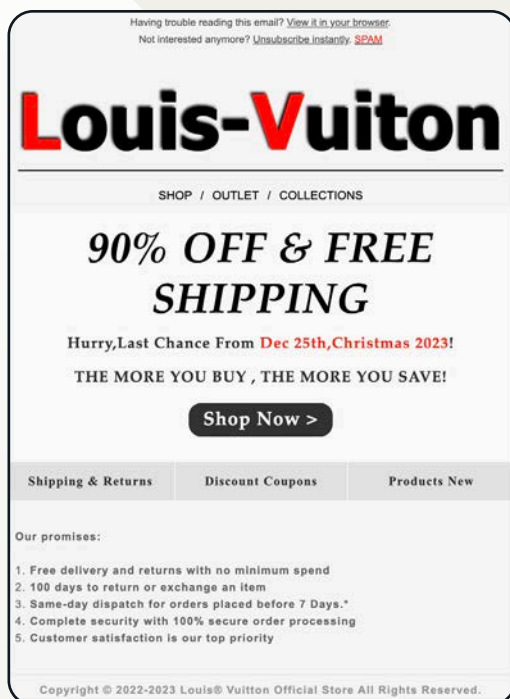 Having trouble reading this email? View it in your browser.
Not interested anymore? Unsubscribe instantly. SPAM
Louis-Vuiton
SHOP / OUTLET / COLLECTIONS
90% OFF & FREE
SHIPPING
Hurry,Last Chance From Dec 25th,Christmas 2023!
THE MORE YOU BUY , THE MORE YOU SAVE!
Shop Now >
Shipping & Returns Discount Coupons Products New
Our promises:
1. Free delivery and returns with no minimum spend
2. 100 days to return or exchange an item
3. Same-day dispatch for orders placed before 7 Days.*
4. Complete security with 100% secure order processing
5. Customer satisfaction is our top priority
Copyright © 2022-2023 Louis® Vuitton Official Store All Rights Reserved.